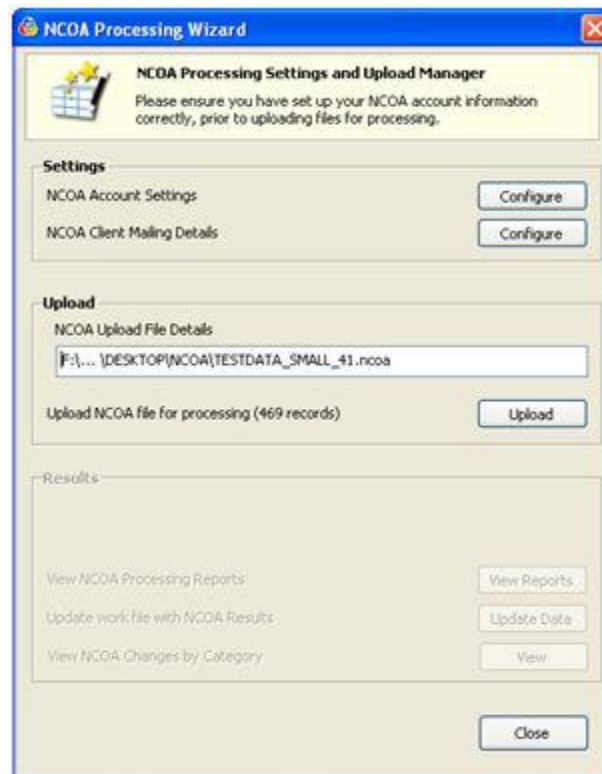 NCOA Processing Wizard
NCOA Processing Settings and Upload Manager
Please ensure you have set up your NCOA account information
correctly, prior to uploading files for processing.
Settings
NCOA Account Settings
Configure
NCOA Client Mailing Details
Configure
Upload
NCOA Upload File Details
F:\... \DESKTOP\NCOA\TESTDATA_SMALL_41.ncoa
Upload NCOA file for processing (469 records)
Upload
Results
View NCOA Processing Reports
View Reports
Update work file with NCOA Results
Update Data
View NCOA Changes by Category
View
Close